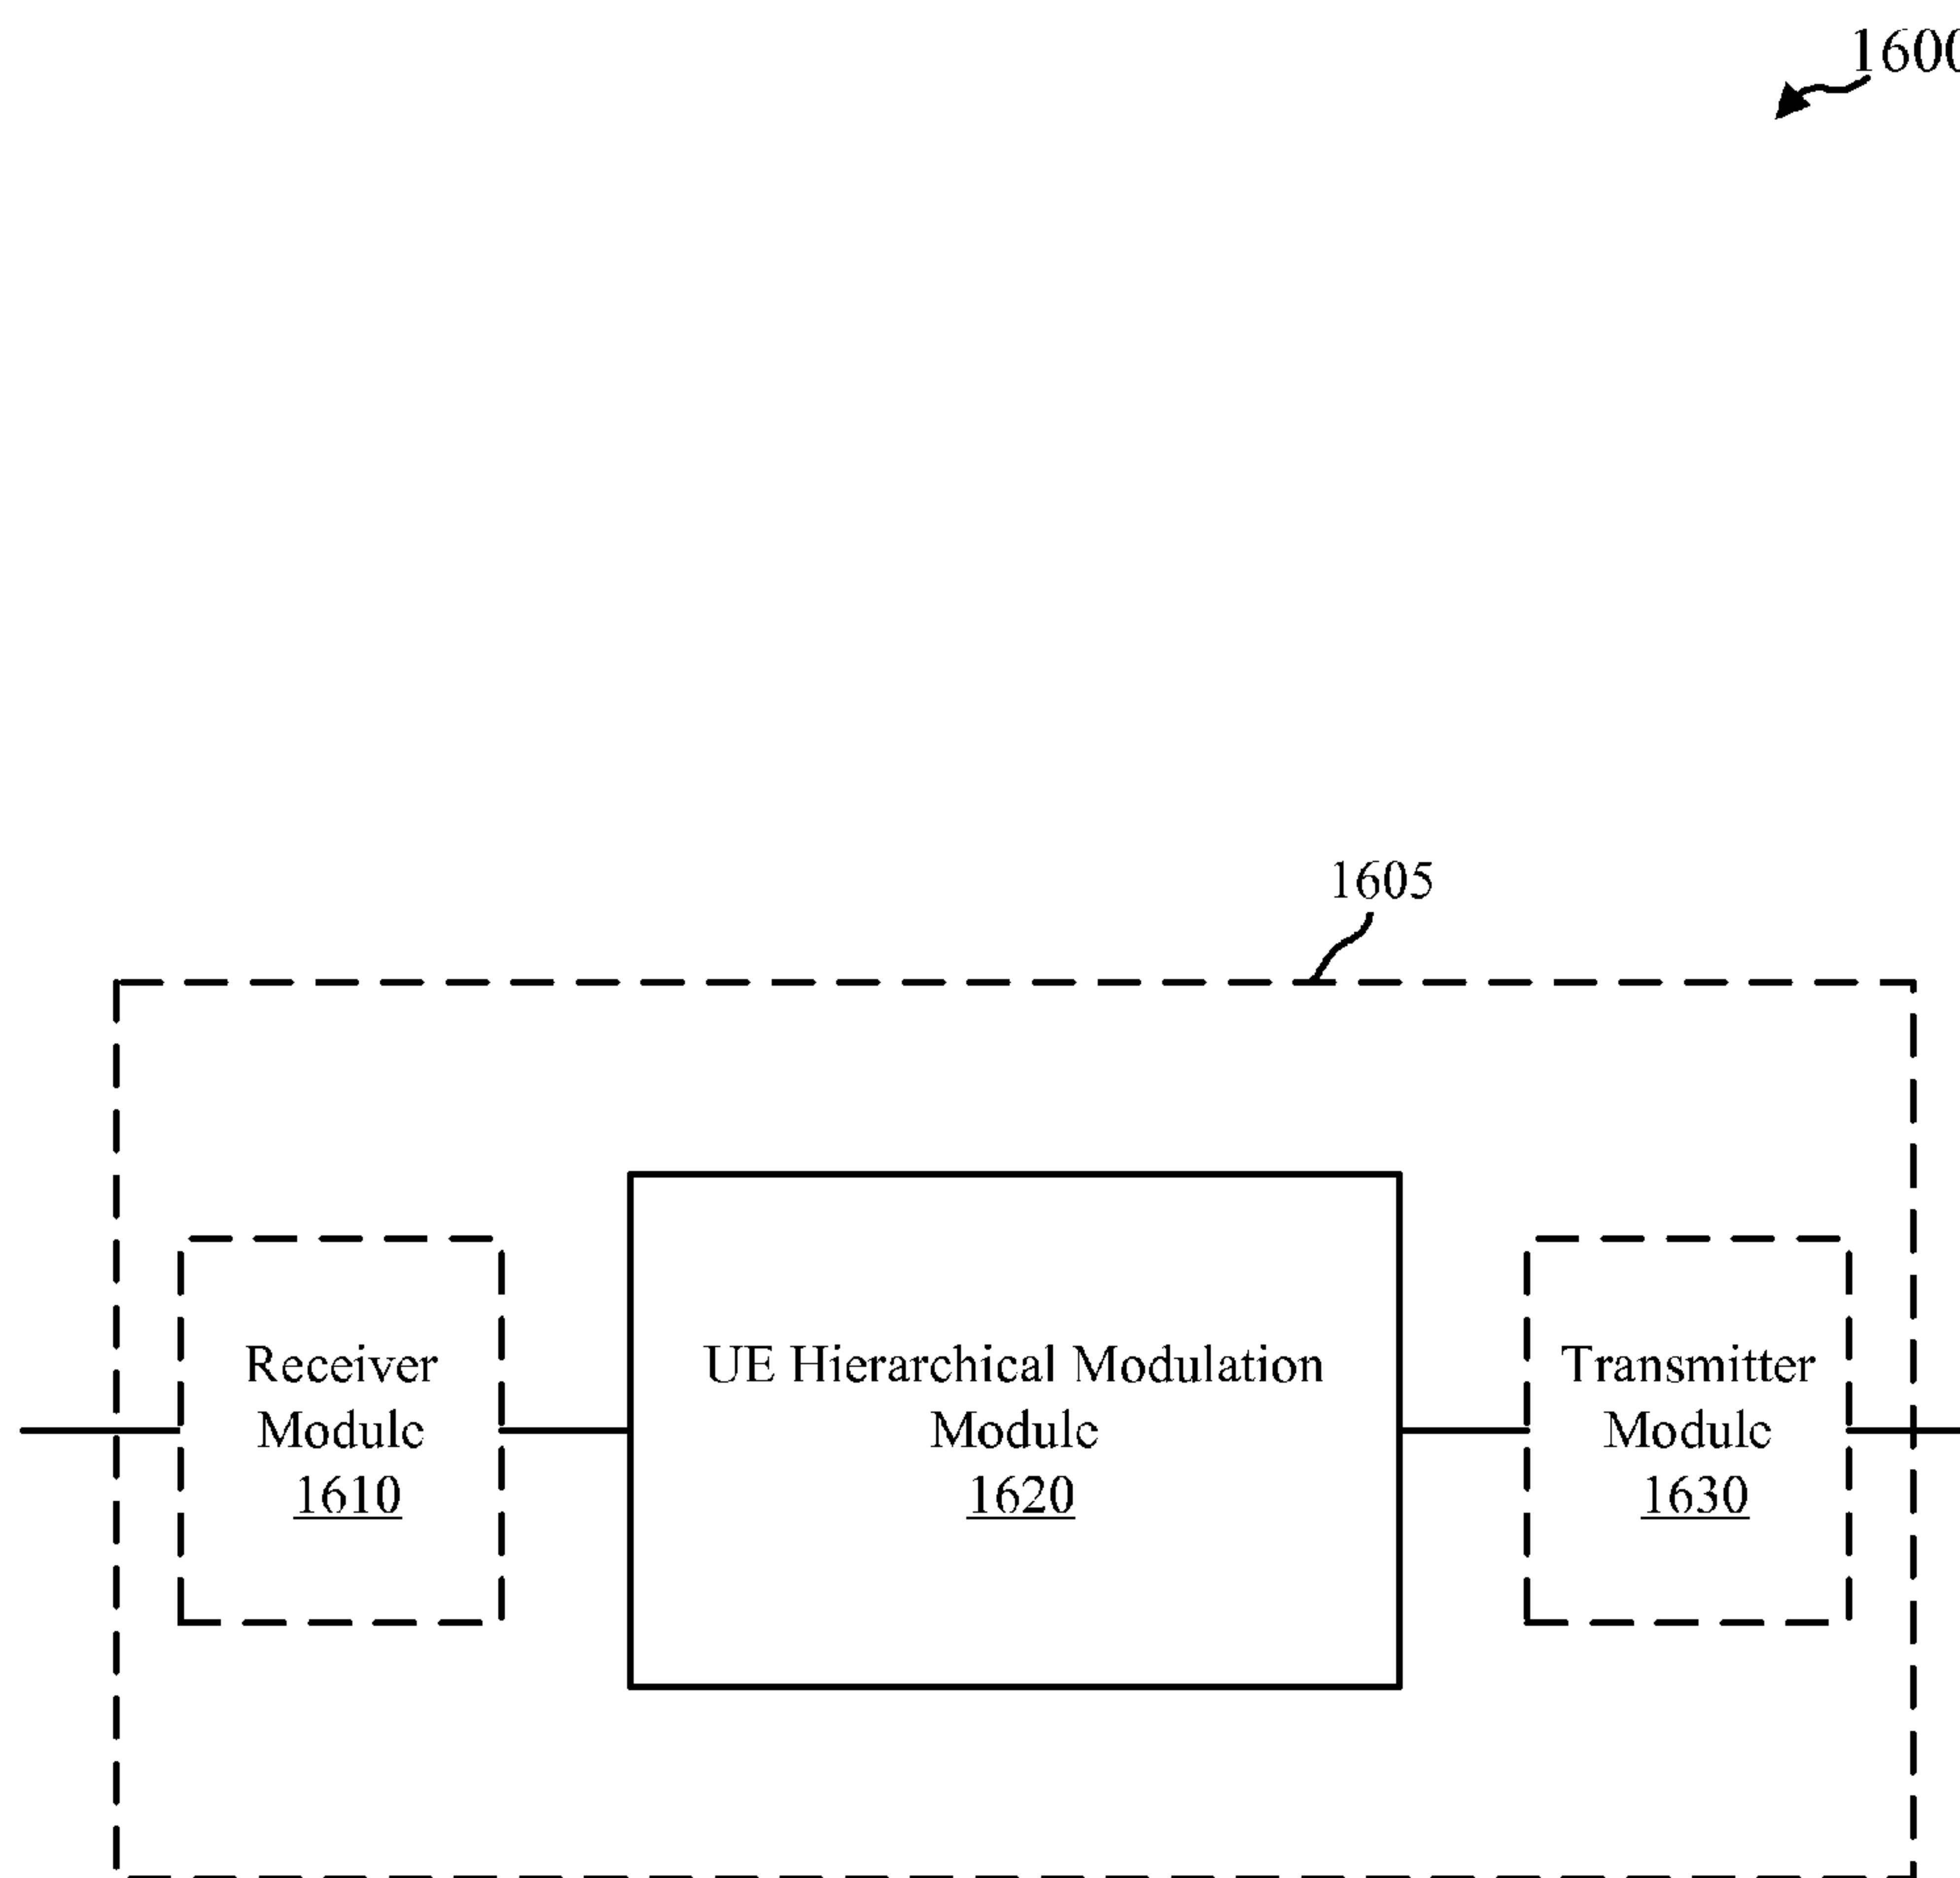 1600
1605
Receiver
Module
1610
UE Hierarchical Modulation
Module
1620
Transmitter
Module
1630